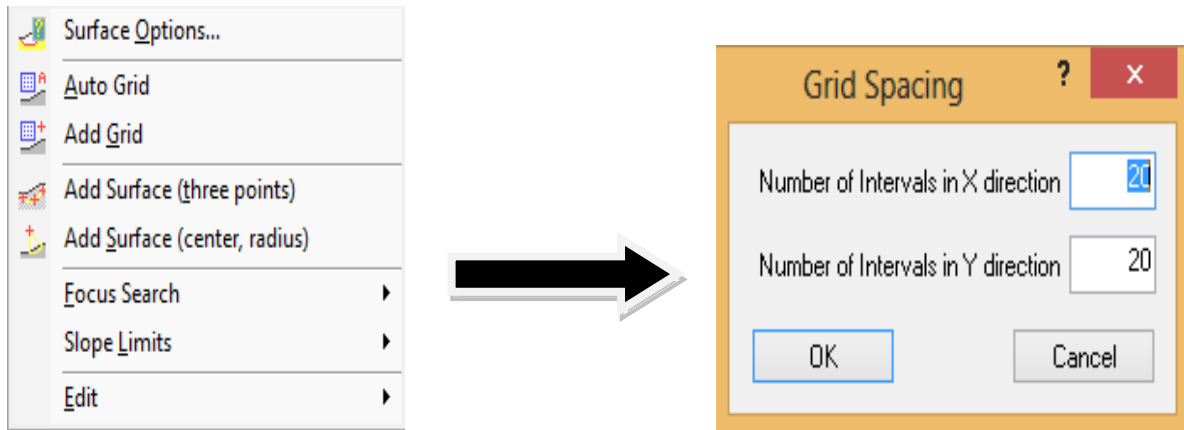 Surface Options...
Auto Grid
Add Grid
Add Surface (three points)
Add Surface (center, radius)
Focus Search
Slope Limits
Edit
Grid Spacing ? x
Number of Intervals in X direction 20
Number of Intervals in Y direction 20
OK Cancel